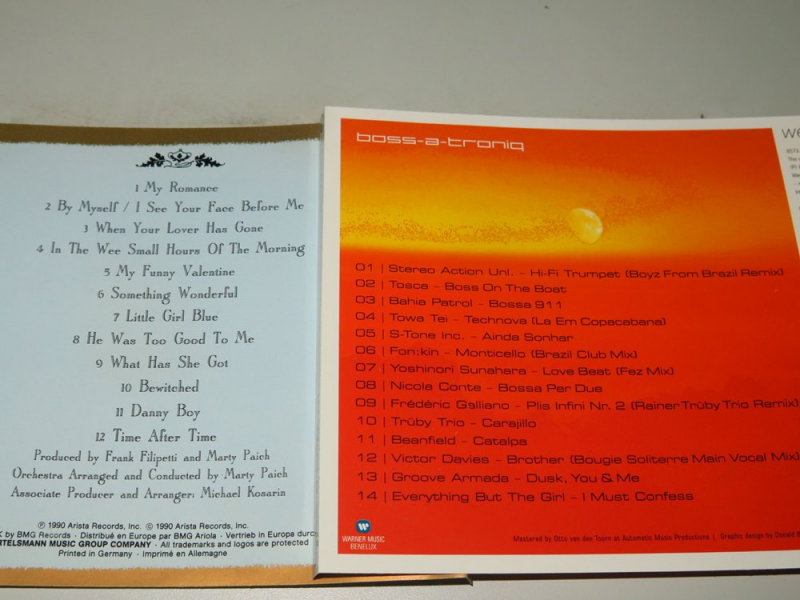 1 My Romance
2 By Myself / I See Your Face Before Me
3 When Your Lover Has Gone
4 In The Wee Small Hours Of The Morning
5 My Funny Valentine
6 Something Wonderful
7 Little Girl Blue
8 He Was Too Good To Me
9 What Has She Got
10 Bewitched
11 Danny Boy
12 Time After Time
Produced by Frank Filipetti and Marty Paich
Orchestra Arranged and Conducted by Marty Paich
Associate Producer and Arranger: Michael Kosarin
℗ 1990 Arista Records, Inc. © 1990 Arista Records, Inc.
by BMG Records · Distribué en Europe par BMG Ariola · Vertrieb in Europa
MUSIC GROUP COMPANY · All trademarks and logos are protected
Printed in Germany · Imprimé en Allemagne
boss-a-troniq
01 | Stereo Action Unl. - Hi-Fi Trumpet (Boyz From Brazil Remix)
02 | Tosca - Boss On The Boat
03 | Bahia Patrol - Bossa 911
04 | Towa Tei - Technova (La Em Copacabana)
05 | S-Tone Inc. - Ainda Sonhar
06 | Fon:kin - Monticello (Brazil Club Mix)
07 | Yoshinori Sunahara - Love Beat (Fez Mix)
08 | Nicola Conte - Bossa Per Due
09 | Frédéric Galliano - Plis Infini Nr. 2 (Rainer Trüby Trio Remix)
10 | Trüby Trio - Carajillo
11 | Beanfield - Catalpa
12 | Victor Davies - Brother (Bougie Soliterre Main Vocal Mix)
13 | Groove Armada - Dusk, You & Me
14 | Everything But The Girl - I Must Confess
WARNER MUSIC
BENELUX
Mastered by Otto van den Toorn at Automatic Music Productions | Graphic design by Donald